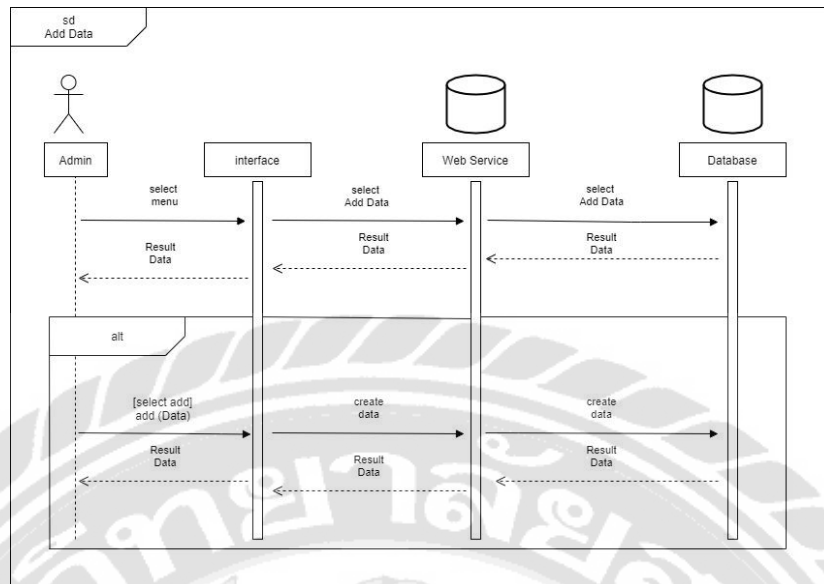 sd
Add Data
Admin
interface
Web Service
Database
select
menu
select
Add Data
select
Add Data
Result
Data
Result
Data
Result
Data
alt
[select add]
add (Data)
create
data
create
data
Result
Data
Result
Data
Result
Data